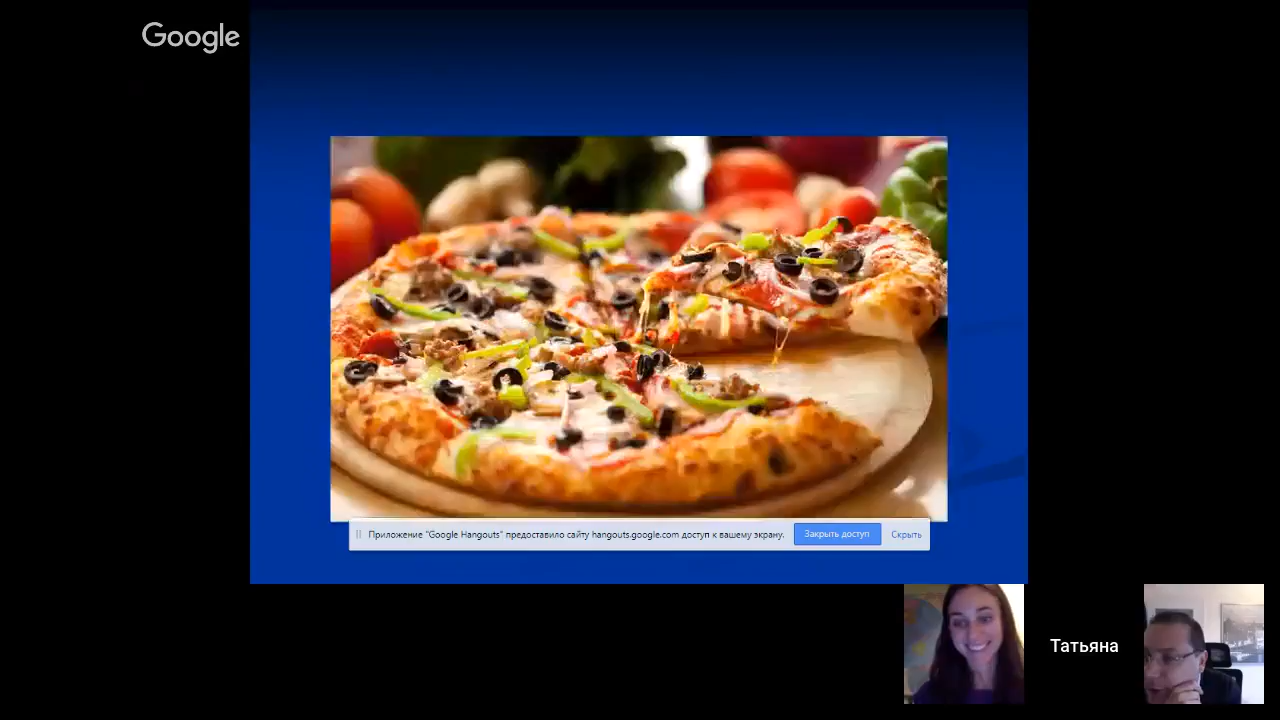 Google
Приложение "Google Hangouts" предоставило сайту hangouts.google.com доступ к вашему экрану.
Закрыть доступ
Скрыть
Татьяна